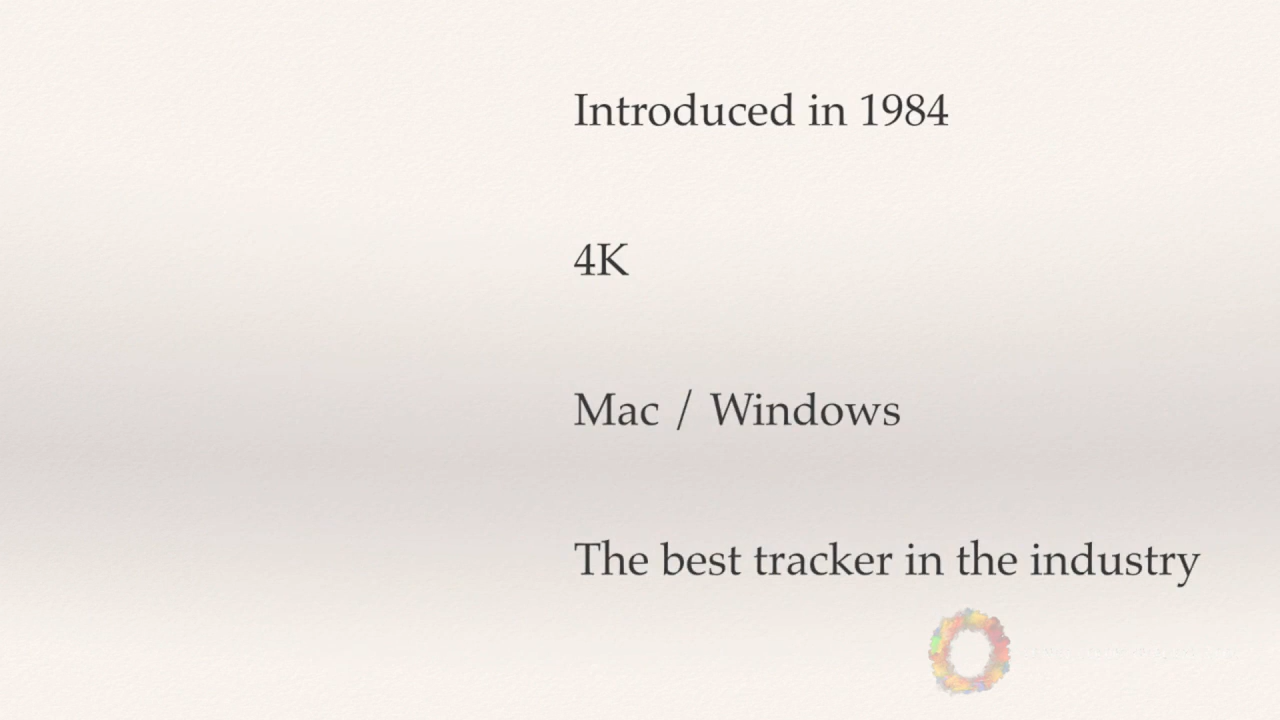 Introduced in 1984
4K
Mac / Windows
The best tracker in the industry